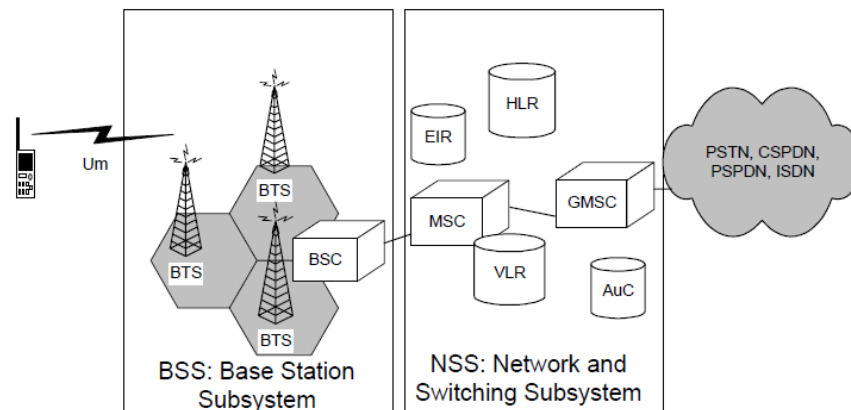 Um
BTS
BTS
BTS
BSC
BSS: Base Station
Subsystem
EIR
HLR
MSC
VLR
GMSC
AuC
NSS: Network and
Switching Subsystem
PSTN, CSPDN,
PSPDN, ISDN